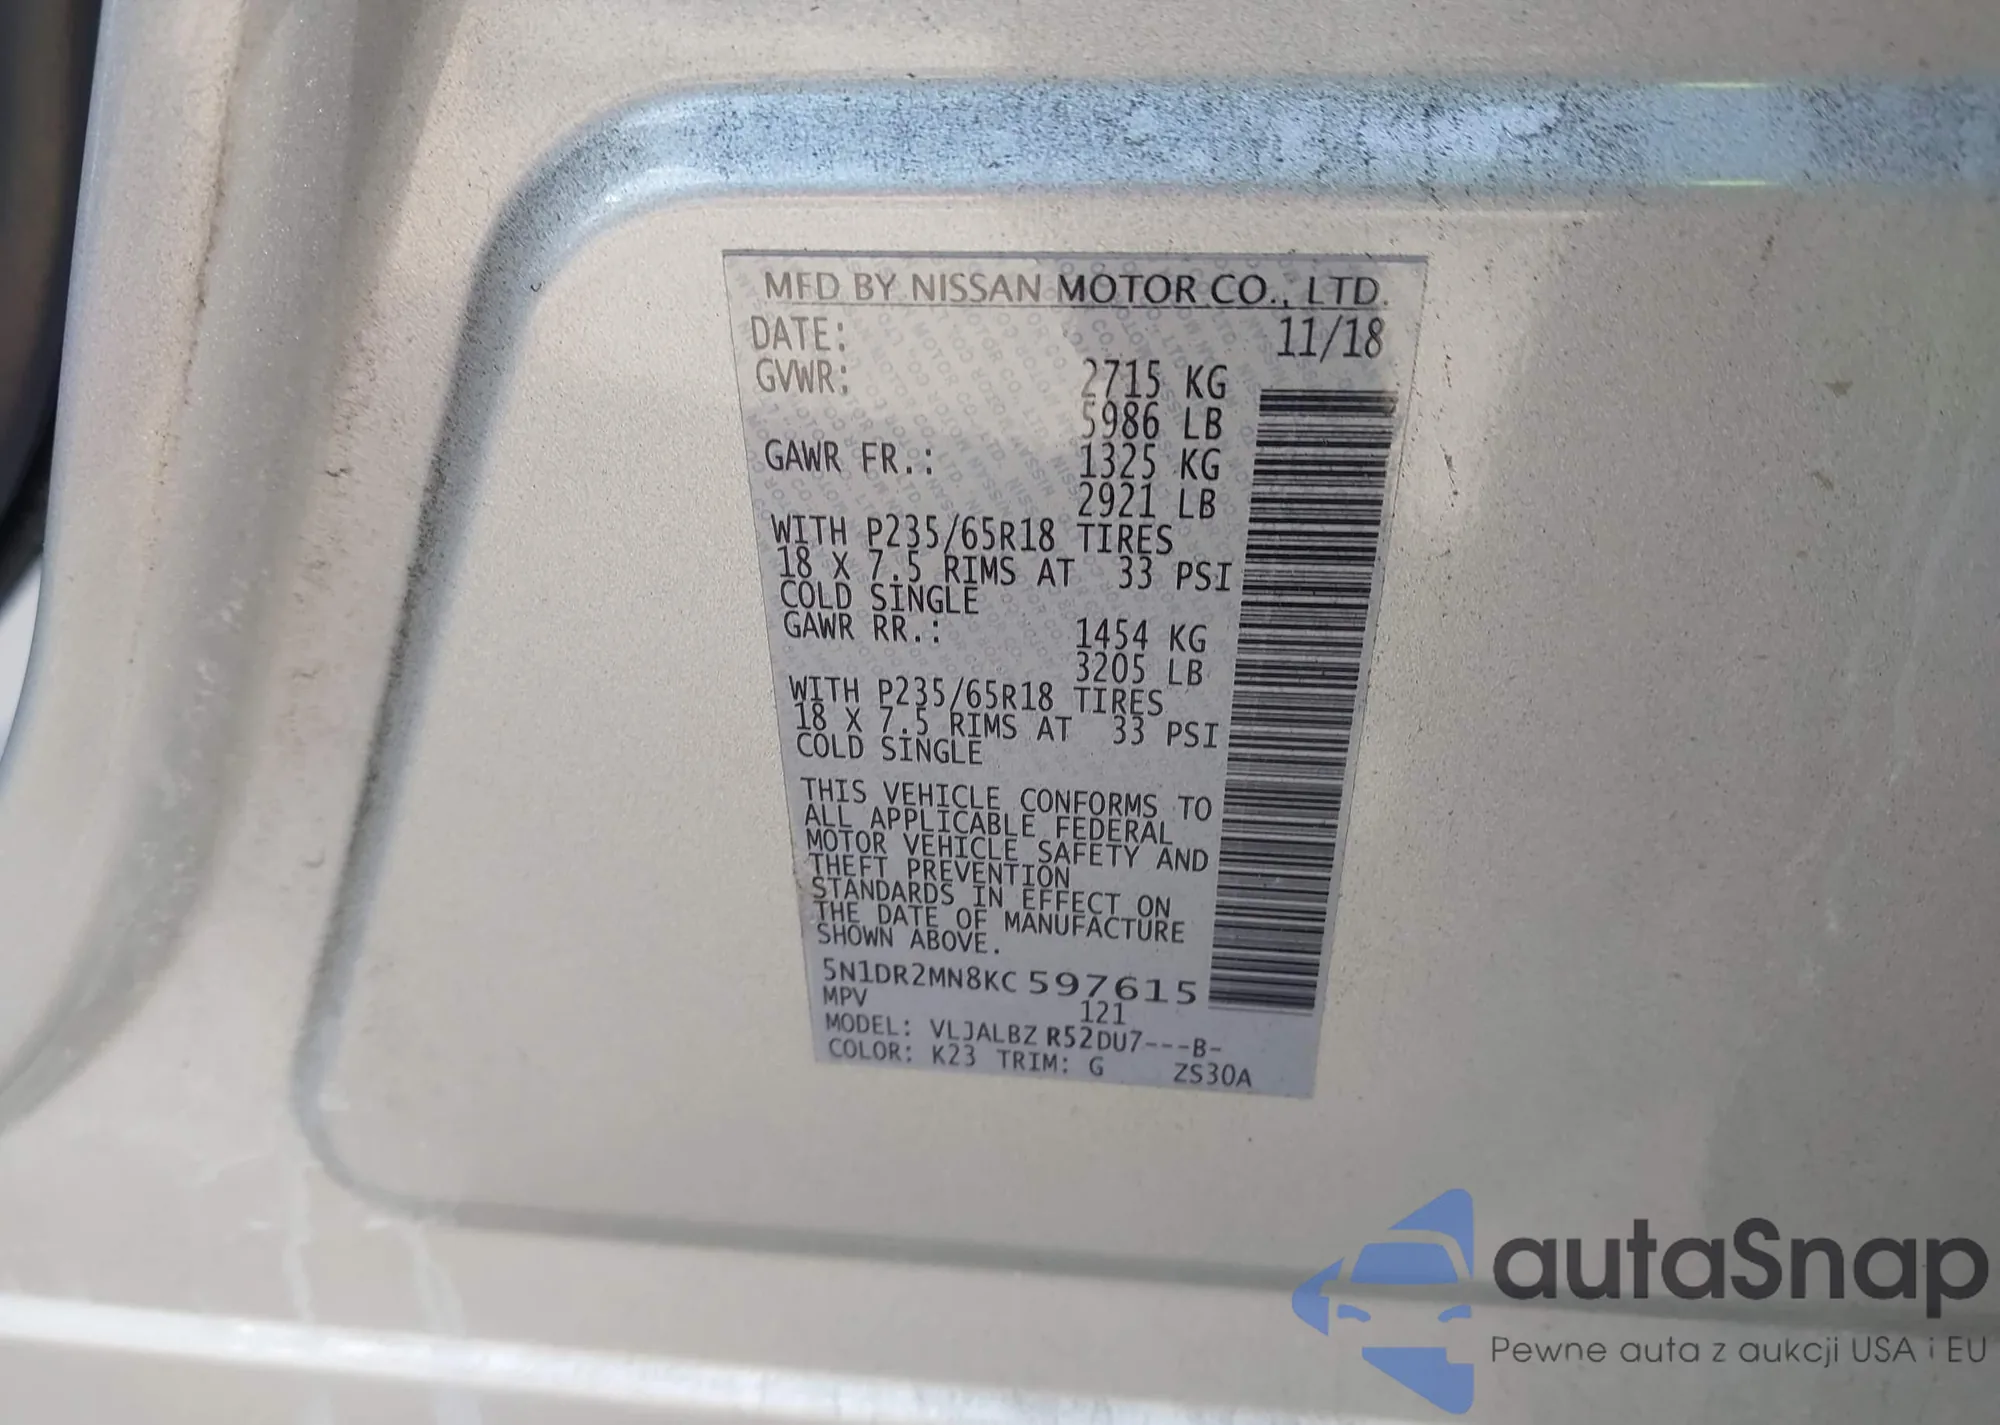 MFD BY NISSAN MOTOR CO., LTD.
DATE: 11/18
GVWR: 2715 KG
5986 LB
GAWR FR.: 1325 KG
2921 LB
WITH P235/65R18 TIRES
18 X 7.5 RIMS AT 33 PSI
COLD SINGLE
GAWR RR.: 1454 KG
3205 LB
WITH P235/65R18 TIRES
18 X 7.5 RIMS AT 33 PSI
COLD SINGLE
THIS VEHICLE CONFORMS TO
ALL APPLICABLE FEDERAL
MOTOR VEHICLE SAFETY AND
THEFT PREVENTION
STANDARDS IN EFFECT ON
THE DATE OF MANUFACTURE
SHOWN ABOVE.
5N1DR2MN8KC 597615
MPV 121
MODEL: VLJALBZ R52DU7---B-
COLOR: K23 TRIM: G ZS30A
autaSnap
Pewne auta z aukcji USA i EU